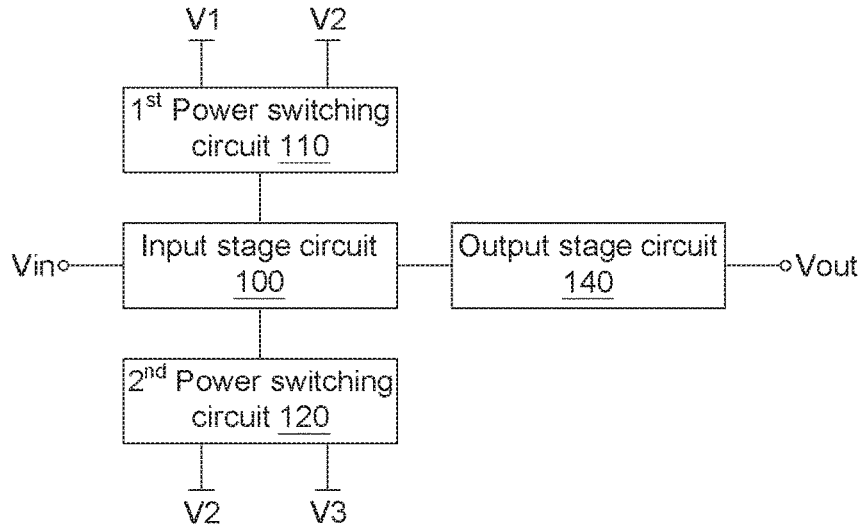 V1 V2
1st Power switching
circuit 110
Vin
Input stage circuit
100
Output stage circuit
140
Vout
2nd Power switching
circuit 120
V2 V3